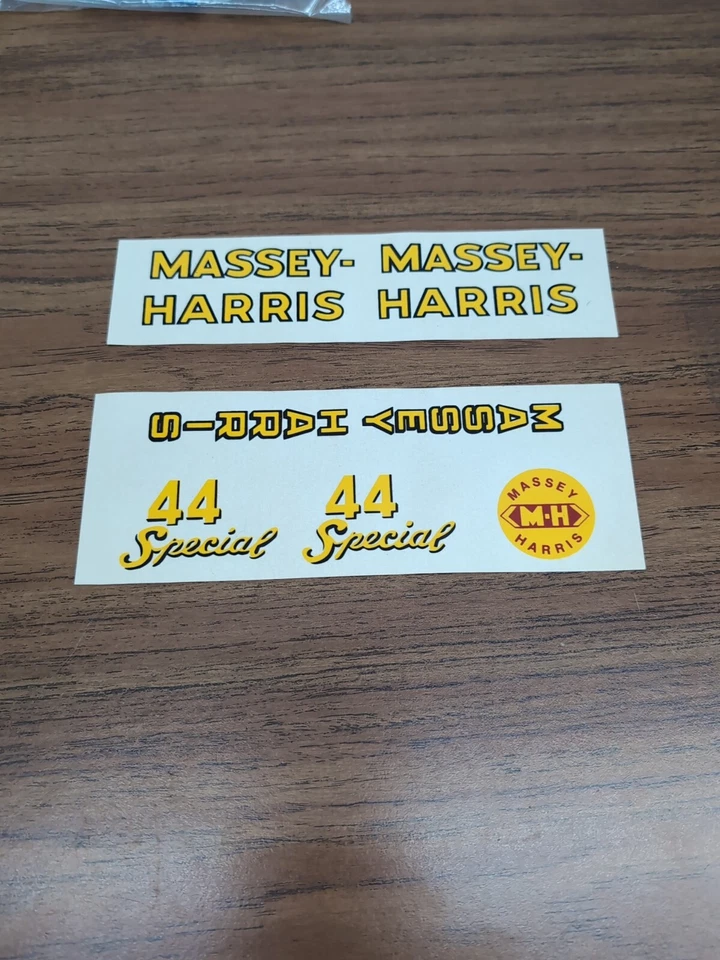 MASSEY- MASSEY-
HARRIS HARRIS
MASSEY HARRIS
44 44
Special Special
MASSEY
M-H
HARRIS